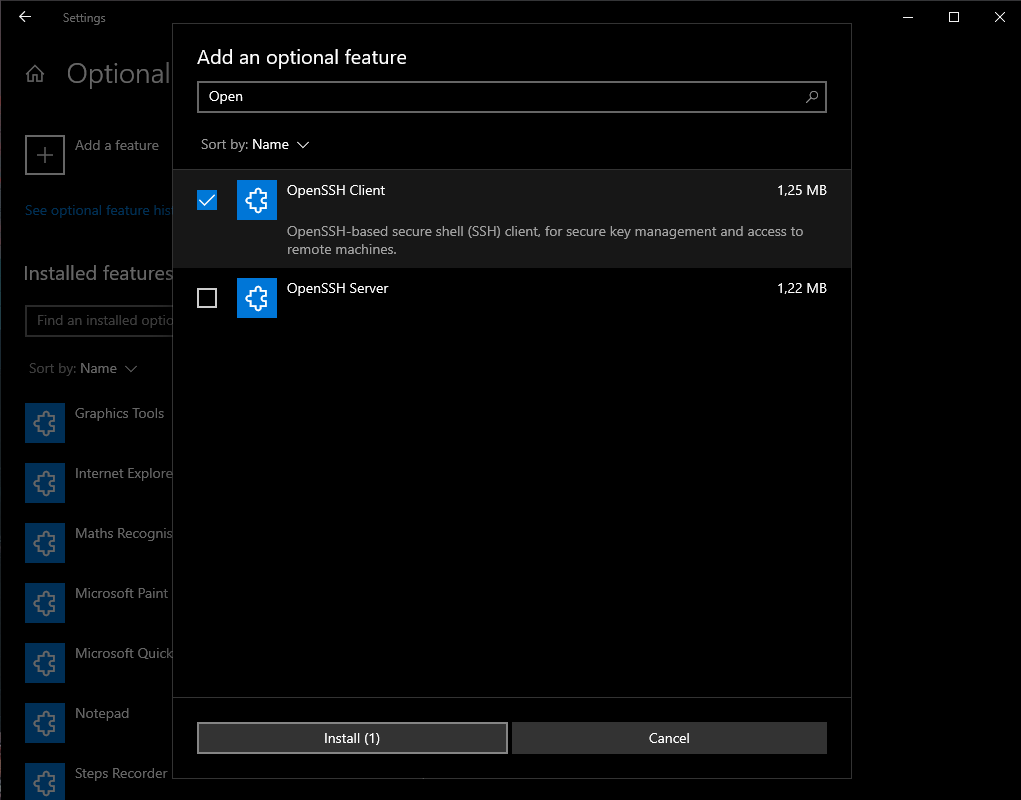 Settings
Optional
Add a feature
See optional feature his
Installed features
Find an installed optio
Sort by: Name
Graphics Tools
Internet Explore
Maths Recognis
Microsoft Paint
Microsoft Quick
Notepad
Steps Recorder
Add an optional feature
Open
Sort by: Name
OpenSSH Client
1,25 MB
OpenSSH-based secure shell (SSH) client, for secure key management and access to
remote machines.
OpenSSH Server
1,22 MB
Install (1)
Cancel